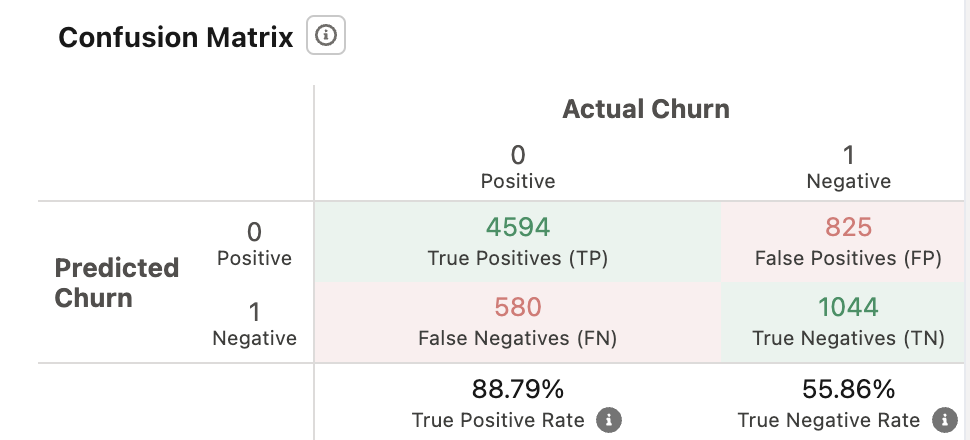 Confusion Matrix
Actual Churn
0 1
Positive Negative
0 4594 825
Positive True Positives (TP) False Positives (FP)
Predicted Churn
1 580 1044
Negative False Negatives (FN) True Negatives (TN)
88.79% 55.86%
True Positive Rate True Negative Rate